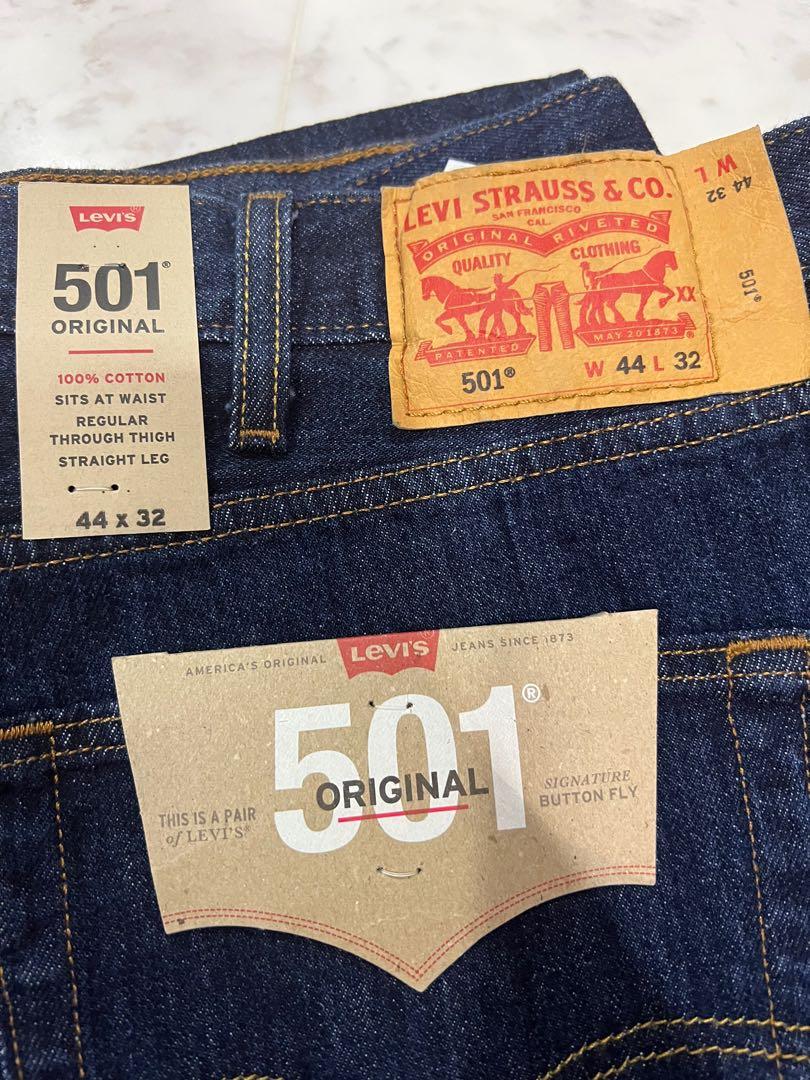 LEVI'S®
501®
ORIGINAL
100% COTTON
SITS AT WAIST
REGULAR
THROUGH THIGH
STRAIGHT LEG
44 x 32
LEVI STRAUSS & CO.
SAN FRANCISCO
CAL.
ORIGINAL RIVETED
QUALITY CLOTHING
XX
PATENTED MAY 20 1873
501® W 44 L 32
W L
44 32
501®
AMERICA'S ORIGINAL LEVI'S® JEANS SINCE 1873
501®
ORIGINAL
THIS IS A PAIR
of LEVI'S®
SIGNATURE
BUTTON FLY